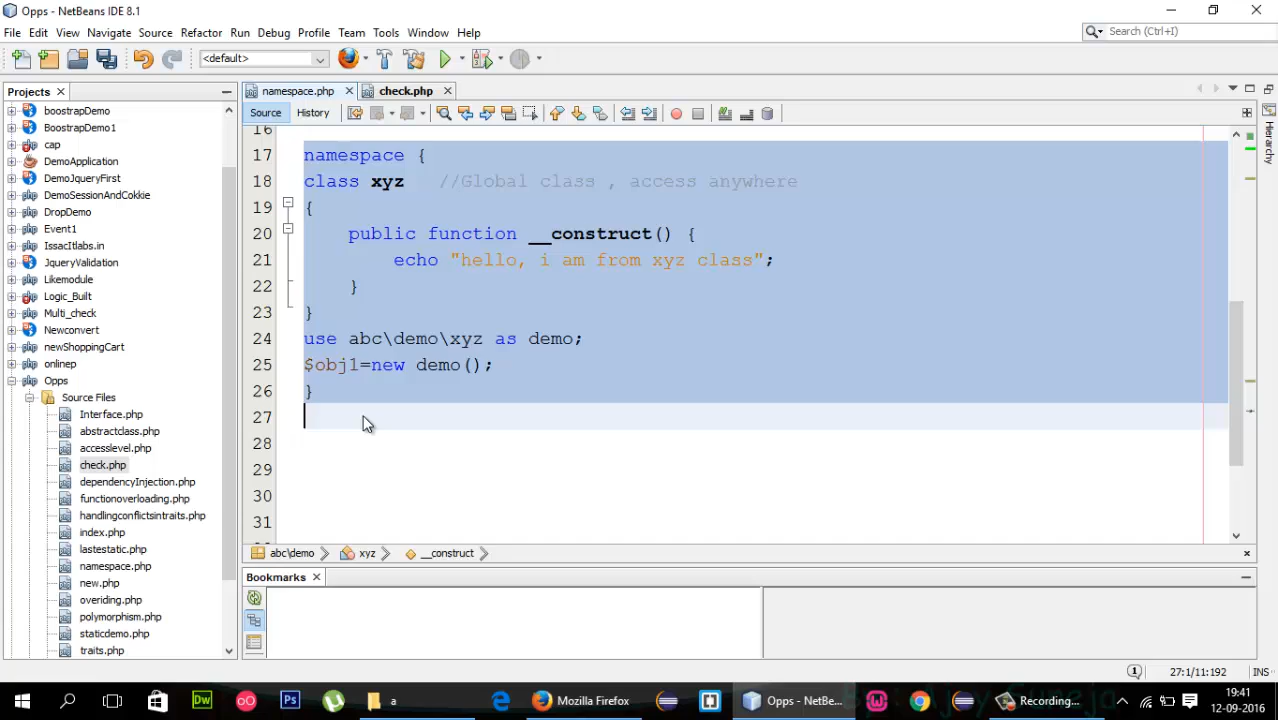 Opps - NetBeans IDE 8.1
File Edit View Navigate Source Refactor Run Debug Profile Team Tools Window Help
Search (Ctrl+I)
<default>
Projects
namespace.php
check.php
Source History
boostrapDemo
BoostrapDemo1
cap
DemoApplication
DemoJqueryFirst
DemoSessionAndCokkie
DropDemo
Event1
IssacItlabs.in
JqueryValidation
Likemodule
Logic_Built
Multi_check
Newconvert
newShoppingCart
onlinep
Opps
Source Files
Interface.php
abstractclass.php
accesslevel.php
check.php
dependencyInjection.php
functionoverloading.php
handlingconflictsintraits.php
index.php
lastestatic.php
namespace.php
new.php
overiding.php
polymorphism.php
staticdemo.php
traits.php
16
17 namespace {
18 class xyz //Global class , access anywhere
19 {
20 public function __construct() {
21 echo "hello, i am from xyz class";
22 }
23 }
24 use abc\demo\xyz as demo;
25 $obj1=new demo();
26 }
27
28
29
30
31
abc\demo xyz __construct
Bookmarks
Hierarchy
1 27:1/11:192 INS
a
Mozilla Firefox
Opps - NetBe...
Recording...
19:41
12-09-2016